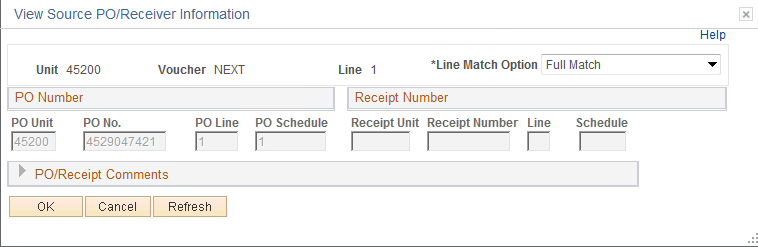 View Source PO/Receiver Information
Help
Unit 45200 Voucher NEXT Line 1 *Line Match Option Full Match
PO Number Receipt Number
PO Unit PO No. PO Line PO Schedule Receipt Unit Receipt Number Line Schedule
45200 4529047421 1 1
PO/Receipt Comments
OK Cancel Refresh